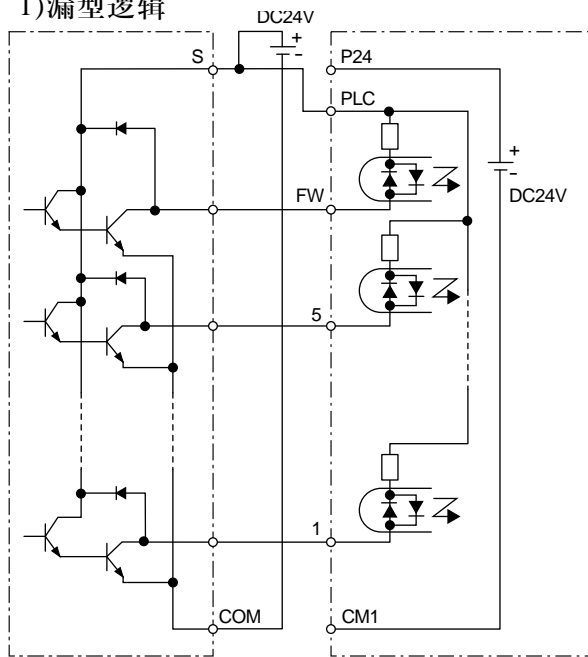 1)漏型逻辑
DC24V
+
-
S
P24
PLC
+
-
DC24V
FW
5
1
COM
CM1